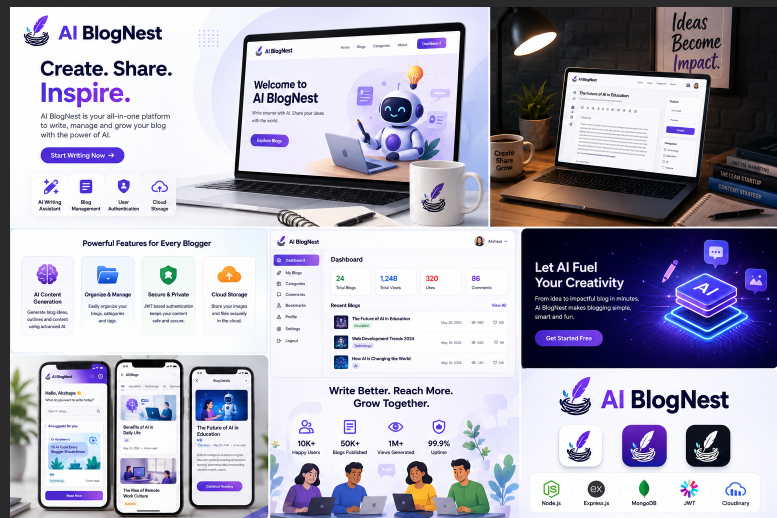 AI BlogNest
Create. Share.
Inspire.
AI BlogNest is your all-in-one platform
to write, manage and grow your blog
with the power of AI.
Start Writing Now →
AI Writing
Assistant
Blog
Management
User
Authentication
Cloud
Storage
AI BlogNest
Home Blogs Categories About Dashboard
Welcome to
AI BlogNest
Write smarter with AI. Share your ideas
with the world.
Explore Blogs
Ideas
Become
Impact.
AI BlogNest
The Future of AI in Education
Create
Share
Grow
THE LEAN STARTUP
CONTENT STRATEGY
Powerful Features for Every Blogger
AI Content
Generation
Generate blog ideas,
outlines and content
using advanced AI.
Organize & Manage
Easily organize your
blogs, categories
and tags.
Secure & Private
JWT based authentication
keeps your content
safe and secure.
Cloud Storage
Store your images
and files securely
in the cloud.
AI BlogNest
Akshaya
Dashboard
My Blogs
Categories
Comments
Bookmarks
Profile
Settings
Logout
Dashboard
24
Total Blogs
1,248
Total Views
320
Likes
86
Comments
Recent Blogs
View All
The Future of AI in Education
Education
Web Development Trends 2024
Technology
How AI is Changing the World
AI
Let AI Fuel
Your Creativity
From idea to impactful blog in minutes.
AI BlogNest makes blogging simple,
smart and fun.
Get Started Free
AI
AI BlogNest
Hello, Akshaya
What do you want to write today?
Search blogs...
AI suggests for you
Read Now
All Blogs
Benefits of AI in
Daily Life
The Rise of Remote
Work Culture
Blog Details
The Future of AI in
Education
Continue Reading
Write Better. Reach More.
Grow Together.
10K+
Happy Users
50K+
Blogs Published
1M+
Views Generated
99.9%
Uptime
AI BlogNest
Node.js
Express.js
MongoDB
JWT
Cloudinary